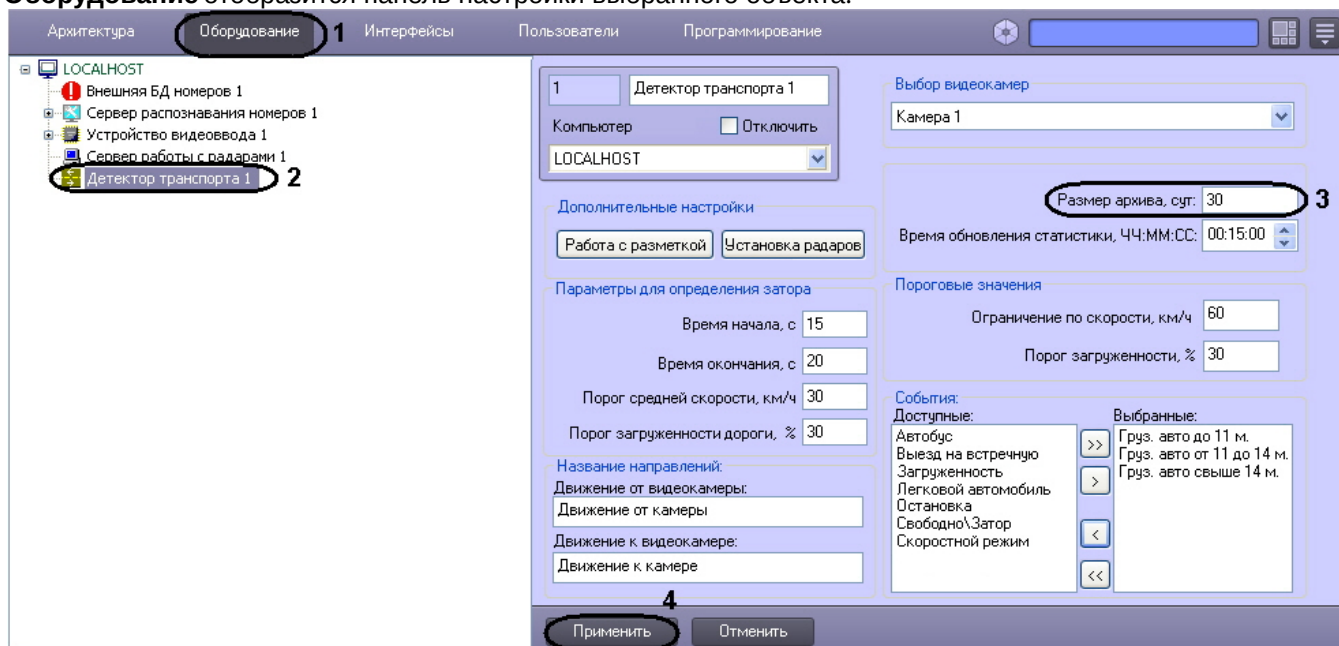 Оборудование отобразится панель настройки выбранного объекта.
Архитектура Оборудование 1 Интерфейсы Пользователи Программирование
LOCALHOST
Внешняя БД номеров 1
Сервер распознавания номеров 1
Устройство видеоввода 1
Сервер работы с радарами 1
Детектор транспорта 1 2
1 Детектор транспорта 1
Компьютер Отключить
LOCALHOST
Дополнительные настройки
Работа с разметкой Установка радаров
Параметры для определения затора
Время начала, с 15
Время окончания, с 20
Порог средней скорости, км/ч 30
Порог загруженности дороги, % 30
Название направлений:
Движение от видеокамеры:
Движение от камеры
Движение к видеокамере:
Движение к камере
Выбор видеокамер
Камера 1
Размер архива, сут: 30 3
Время обновления статистики, ЧЧ:ММ:СС: 00:15:00
Пороговые значения
Ограничение по скорости, км/ч 60
Порог загруженности, % 30
События:
Доступные: Выбранные:
Автобус
Выезд на встречную
Загруженность
Легковой автомобиль
Остановка
Свободно\Затор
Скоростной режим
>>
>
<
<<
Груз. авто до 11 м.
Груз. авто от 11 до 14 м.
Груз. авто свыше 14 м.
4
Применить Отменить